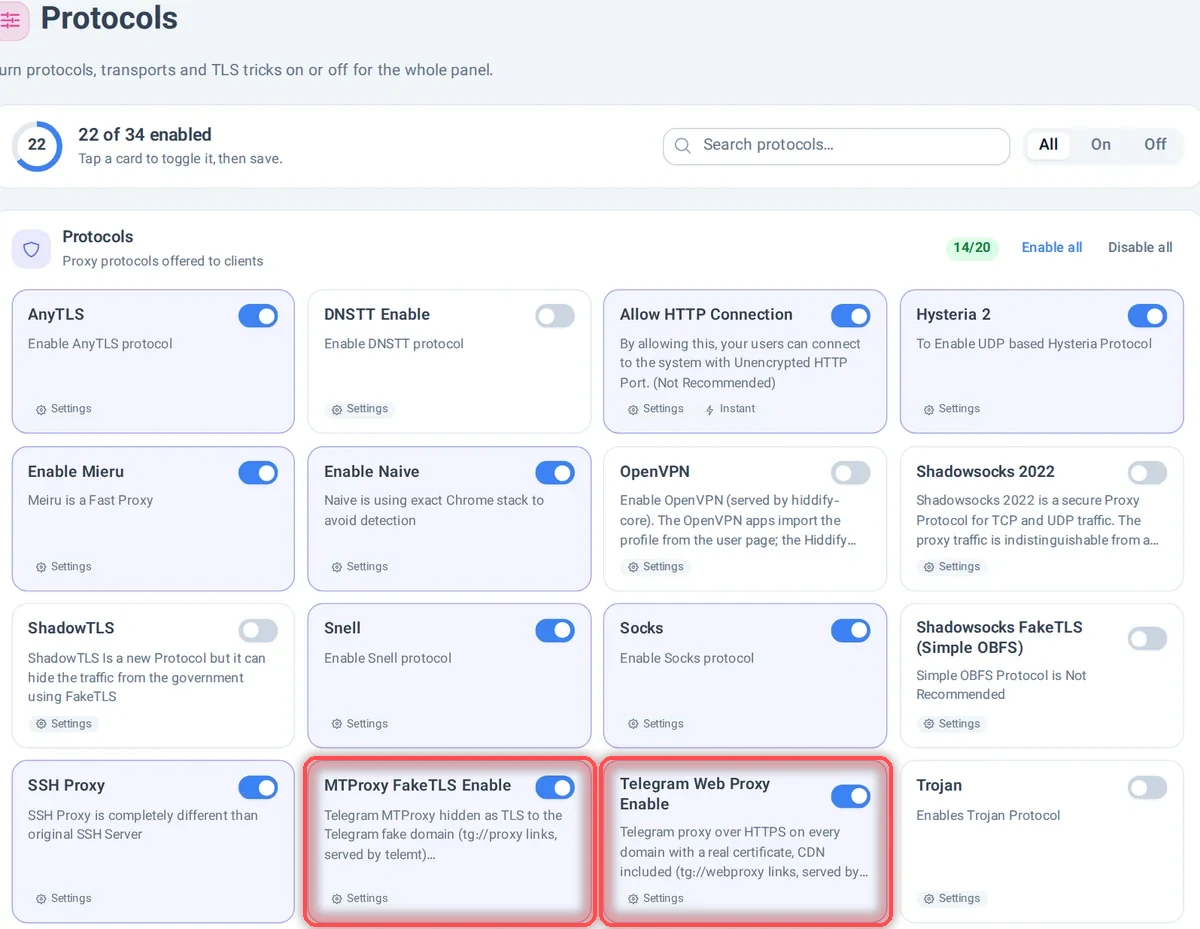 Protocols
urn protocols, transports and TLS tricks on or off for the whole panel.
22
22 of 34 enabled
Tap a card to toggle it, then save.
Search protocols...
All
On
Off
Protocols
Proxy protocols offered to clients
14/20
Enable all
Disable all
AnyTLS
Enable AnyTLS protocol
Settings
DNSTT Enable
Enable DNSTT protocol
Settings
Allow HTTP Connection
By allowing this, your users can connect
to the system with Unencrypted HTTP
Port. (Not Recommended)
Settings
Instant
Hysteria 2
To Enable UDP based Hysteria Protocol
Settings
Enable Mieru
Meiru is a Fast Proxy
Settings
Enable Naive
Naive is using exact Chrome stack to
avoid detection
Settings
OpenVPN
Enable OpenVPN (served by hiddify-
core). The OpenVPN apps import the
profile from the user page; the Hiddify...
Settings
Shadowsocks 2022
Shadowsocks 2022 is a secure Proxy
Protocol for TCP and UDP traffic. The
proxy traffic is indistinguishable from a...
Settings
ShadowTLS
ShadowTLS Is a new Protocol but it can
hide the traffic from the government
using FakeTLS
Settings
Snell
Enable Snell protocol
Settings
Socks
Enable Socks protocol
Settings
Shadowsocks FakeTLS
(Simple OBFS)
Simple OBFS Protocol is Not
Recommended
Settings
SSH Proxy
SSH Proxy is completely different than
original SSH Server
Settings
MTProxy FakeTLS Enable
Telegram MTProxy hidden as TLS to the
Telegram fake domain (tg://proxy links,
served by telemt)...
Settings
Telegram Web Proxy
Enable
Telegram proxy over HTTPS on every
domain with a real certificate, CDN
included (tg://webproxy links, served by...
Settings
Trojan
Enables Trojan Protocol
Settings